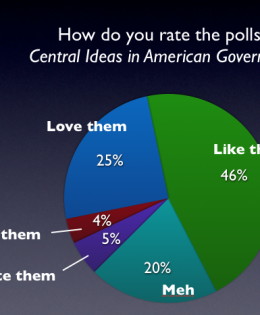 How do you rate the polls
Central Ideas in American Govern
Love them
Like th
25%
46%
4%
them
5%
te them
20%
Meh